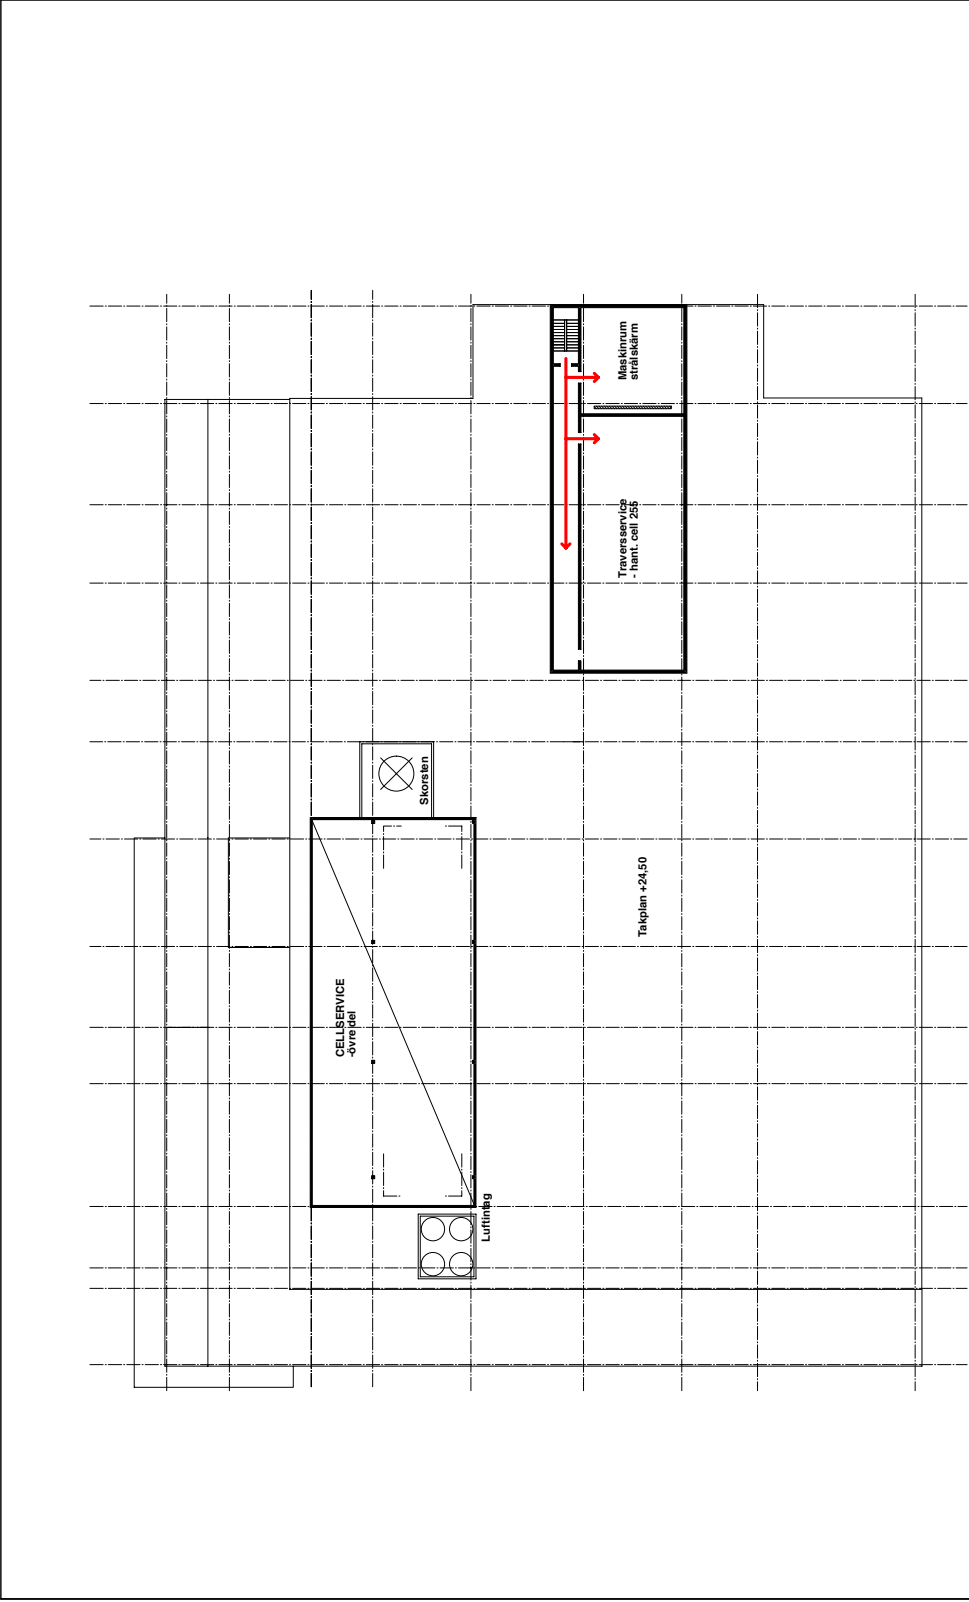 Maskinrum
strålskärm
Traversservice
- hant. cell 255
Skorsten
Takplan +24,50
CELLSERVICE
-övre del
Luftintag